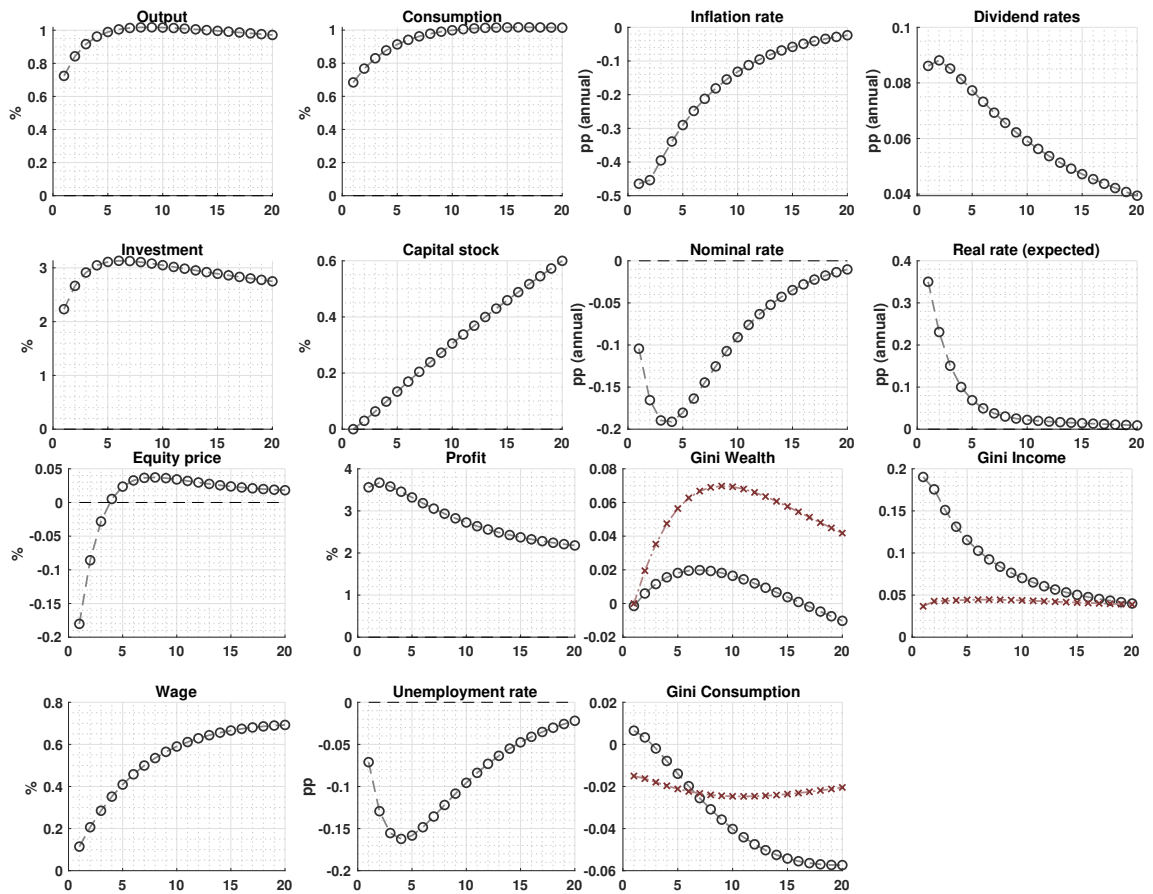 Output
Consumption
Inflation rate
Dividend rates
%
1
0.8
0.6
0.4
0.2
0
0 5 10 15 20
%
1
0.8
0.6
0.4
0.2
0
0 5 10 15 20
pp (annual)
0
-0.1
-0.2
-0.3
-0.4
-0.5
0 5 10 15 20
pp (annual)
0.1
0.08
0.06
0.04
0 5 10 15 20
Investment
Capital stock
Nominal rate
Real rate (expected)
%
3
2
1
0
0 5 10 15 20
%
0.6
0.4
0.2
0
0 5 10 15 20
pp (annual)
0
-0.05
-0.1
-0.15
-0.2
0 5 10 15 20
pp (annual)
0.4
0.3
0.2
0.1
0
0 5 10 15 20
Equity price
Profit
Gini Wealth
Gini Income
%
0.05
0
-0.05
-0.1
-0.15
-0.2
0 5 10 15 20
%
4
3
2
1
0
0 5 10 15 20
0.08
0.06
0.04
0.02
0
-0.02
0 5 10 15 20
0.2
0.15
0.1
0.05
0
0 5 10 15 20
Wage
Unemployment rate
Gini Consumption
%
0.8
0.6
0.4
0.2
0
0 5 10 15 20
pp
0
-0.05
-0.1
-0.15
-0.2
0 5 10 15 20
0.02
0
-0.02
-0.04
-0.06
0 5 10 15 20